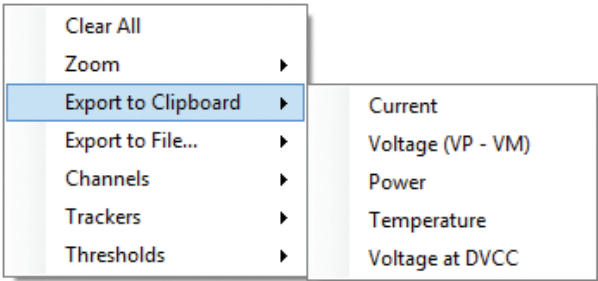 Clear All
Zoom
Export to Clipboard
Export to File...
Channels
Trackers
Thresholds
Current
Voltage (VP - VM)
Power
Temperature
Voltage at DVCC